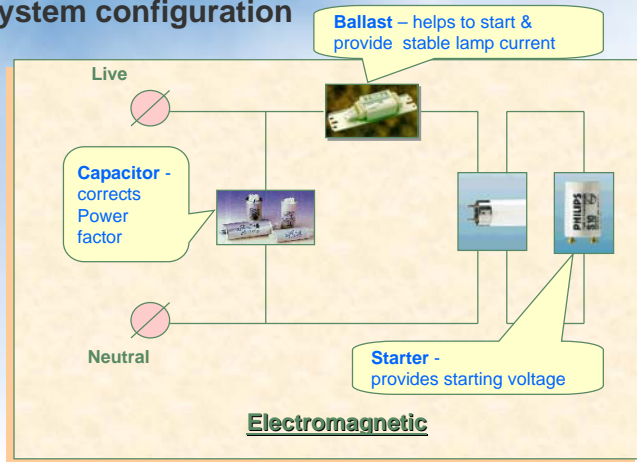 ystem configuration
Ballast – helps to start &
provide stable lamp current
Live
Capacitor -
corrects
Power
factor
PHILIPS
S10
Neutral
Starter -
provides starting voltage
Electromagnetic